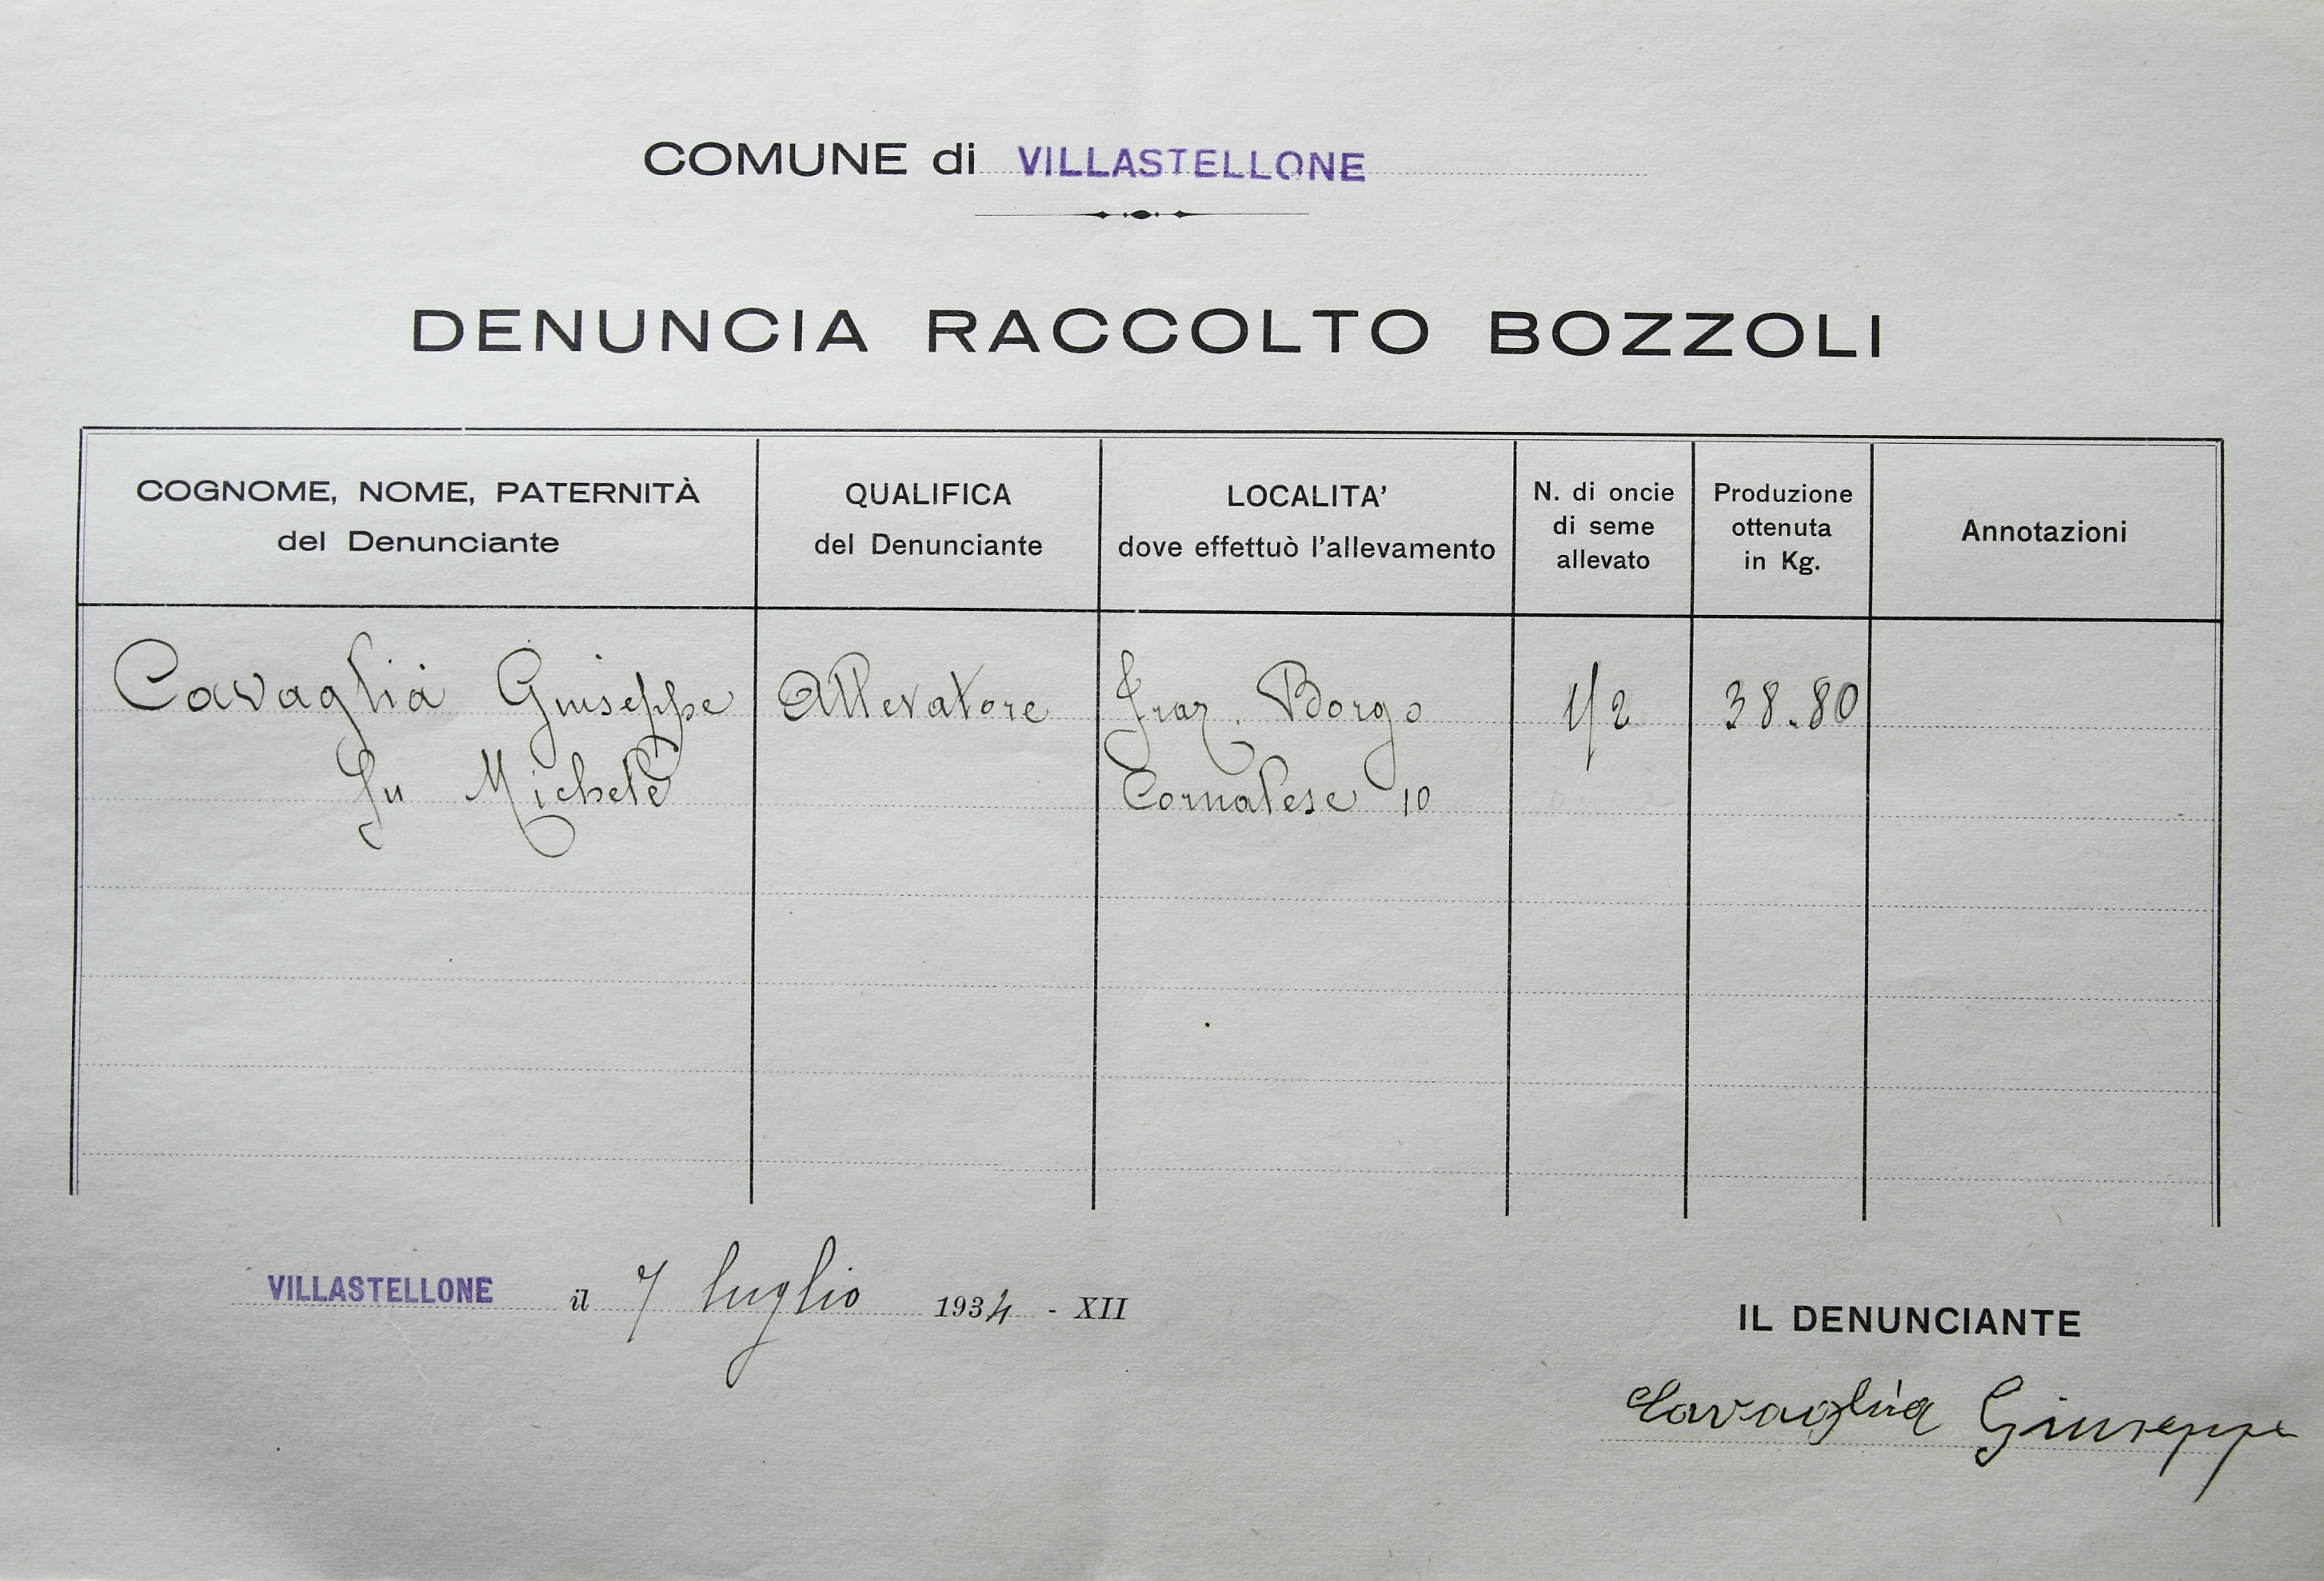 COMUNE di VILLASTELLONE
DENUNCIA RACCOLTO BOZZOLI
COGNOME, NOME, PATERNITÀ
del Denunciante
QUALIFICA
del Denunciante
LOCALITA'
dove effettuò l'allevamento
N. di oncie
di seme
allevato
Produzione
ottenuta
in Kg.
Annotazioni
Cavaglià Giuseppe Allevatore Fraz. Borgo 1/2 38.80
fu Michele Cornalese 10
VILLASTELLONE il 7 luglio 1934 - XII
IL DENUNCIANTE
Cavaglià Giuseppe